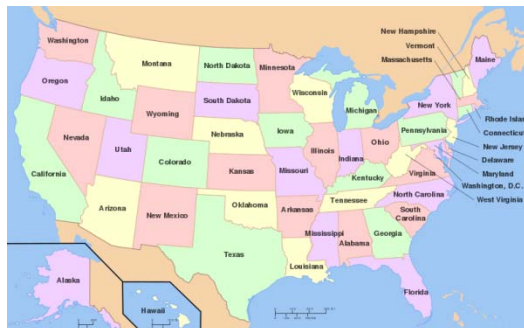 New Hampshire
Vermont
Massachusetts
Washington
Montana
North Dakota
Minnesota
Maine
Oregon
Idaho
South Dakota
Wisconsin
Michigan
New York
Wyoming
Rhode Islan
Connecticu
New Jersey
Delaware
Maryland
Washington, D.C.
West Virginia
Nebraska
Iowa
Pennsylvania
Nevada
Utah
Colorado
Kansas
Missouri
Illinois
Indiana
Ohio
Virginia
California
Kentucky
North Carolina
Tennessee
Arizona
New Mexico
Oklahoma
Arkansas
South
Carolina
Mississippi
Alabama
Georgia
Texas
Louisiana
Florida
Alaska
Hawaii